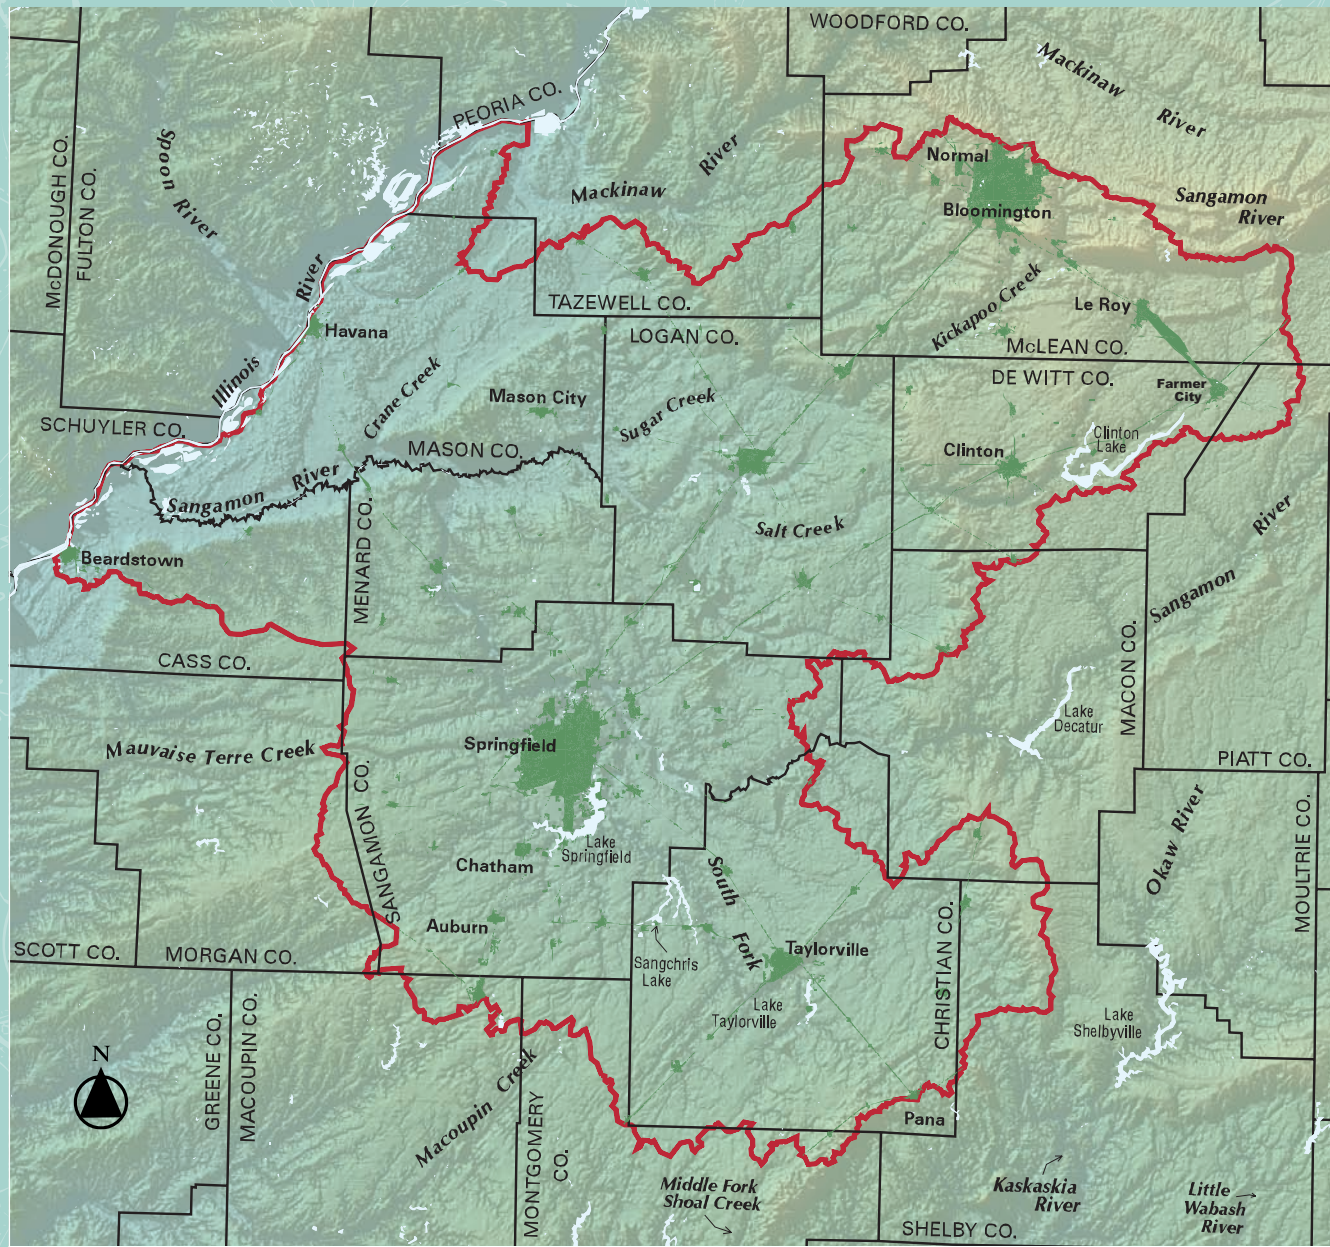 WOODFORD CO.
Mackinaw
River
PEORIA CO.
McDONOUGH CO.
FULTON CO.
Spoon
River
Mackinaw
River
Normal
Bloomington
Sangamon
River
River
Illinois
TAZEWELL CO.
Kickapoo Creek
Le Roy
Havana
LOGAN CO.
McLEAN CO.
DE WITT CO.
Farmer
City
Crane Creek
Mason City
Sugar Creek
SCHUYLER CO.
MASON CO.
Clinton
Clinton
Lake
Sangamon
River
Salt Creek
River
Sangamon
Beardstown
MENARD CO.
CASS CO.
MACON CO.
Lake
Decatur
Mauvaise Terre Creek
Springfield
PIATT CO.
SANGAMON CO.
Okaw River
MOULTRIE CO.
Lake
Springfield
Chatham
South
Fork
Auburn
Taylorville
CHRISTIAN CO.
SCOTT CO.
MORGAN CO.
Sangchris
Lake
Lake
Taylorville
Lake
Shelbyville
GREENE CO.
MACOUPIN CO.
N
Macoupin Creek
MONTGOMERY
CO.
Pana
Middle Fork
Shoal Creek
Kaskaskia
River
Little
Wabash
River
SHELBY CO.